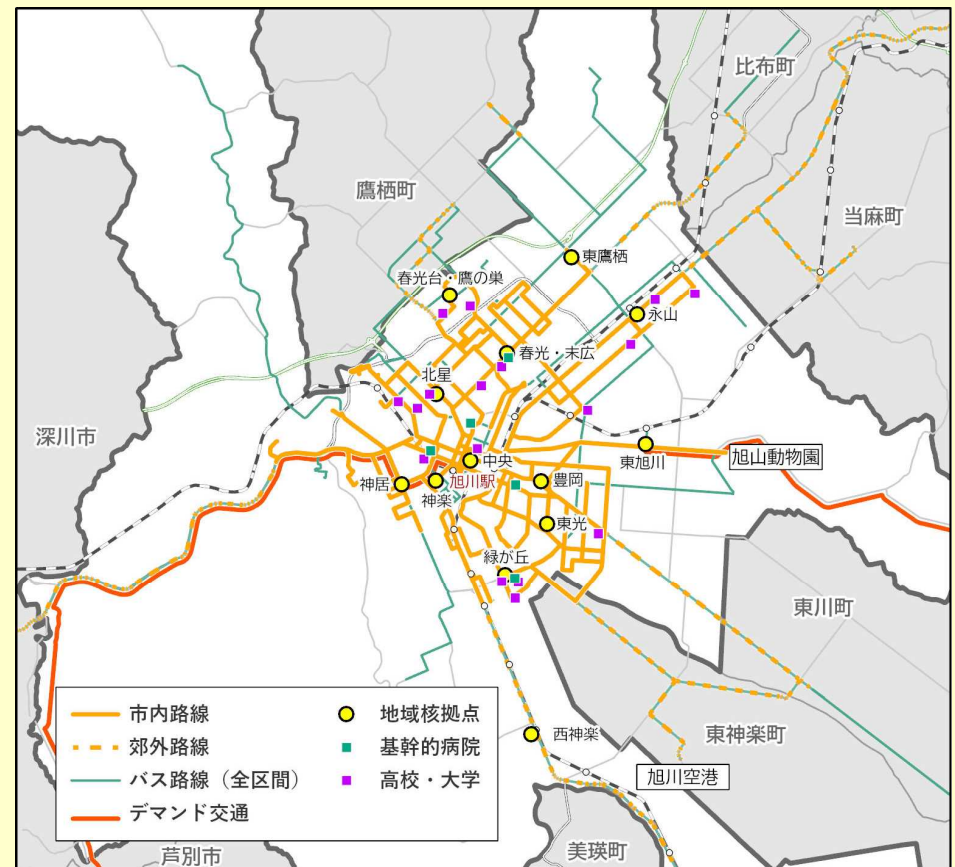 比布町
鷹栖町
当麻町
東鷹栖
春光台・鷹の巣
永山
春光・末広
北星
深川市
中央
東旭川
旭山動物園
神居
旭川駅
豊岡
神楽
東光
緑が丘
東川町
西神楽
東神楽町
旭川空港
市内路線
地域核拠点
郊外路線
基幹的病院
バス路線（全区間）
高校・大学
デマンド交通
芦別市
美瑛町